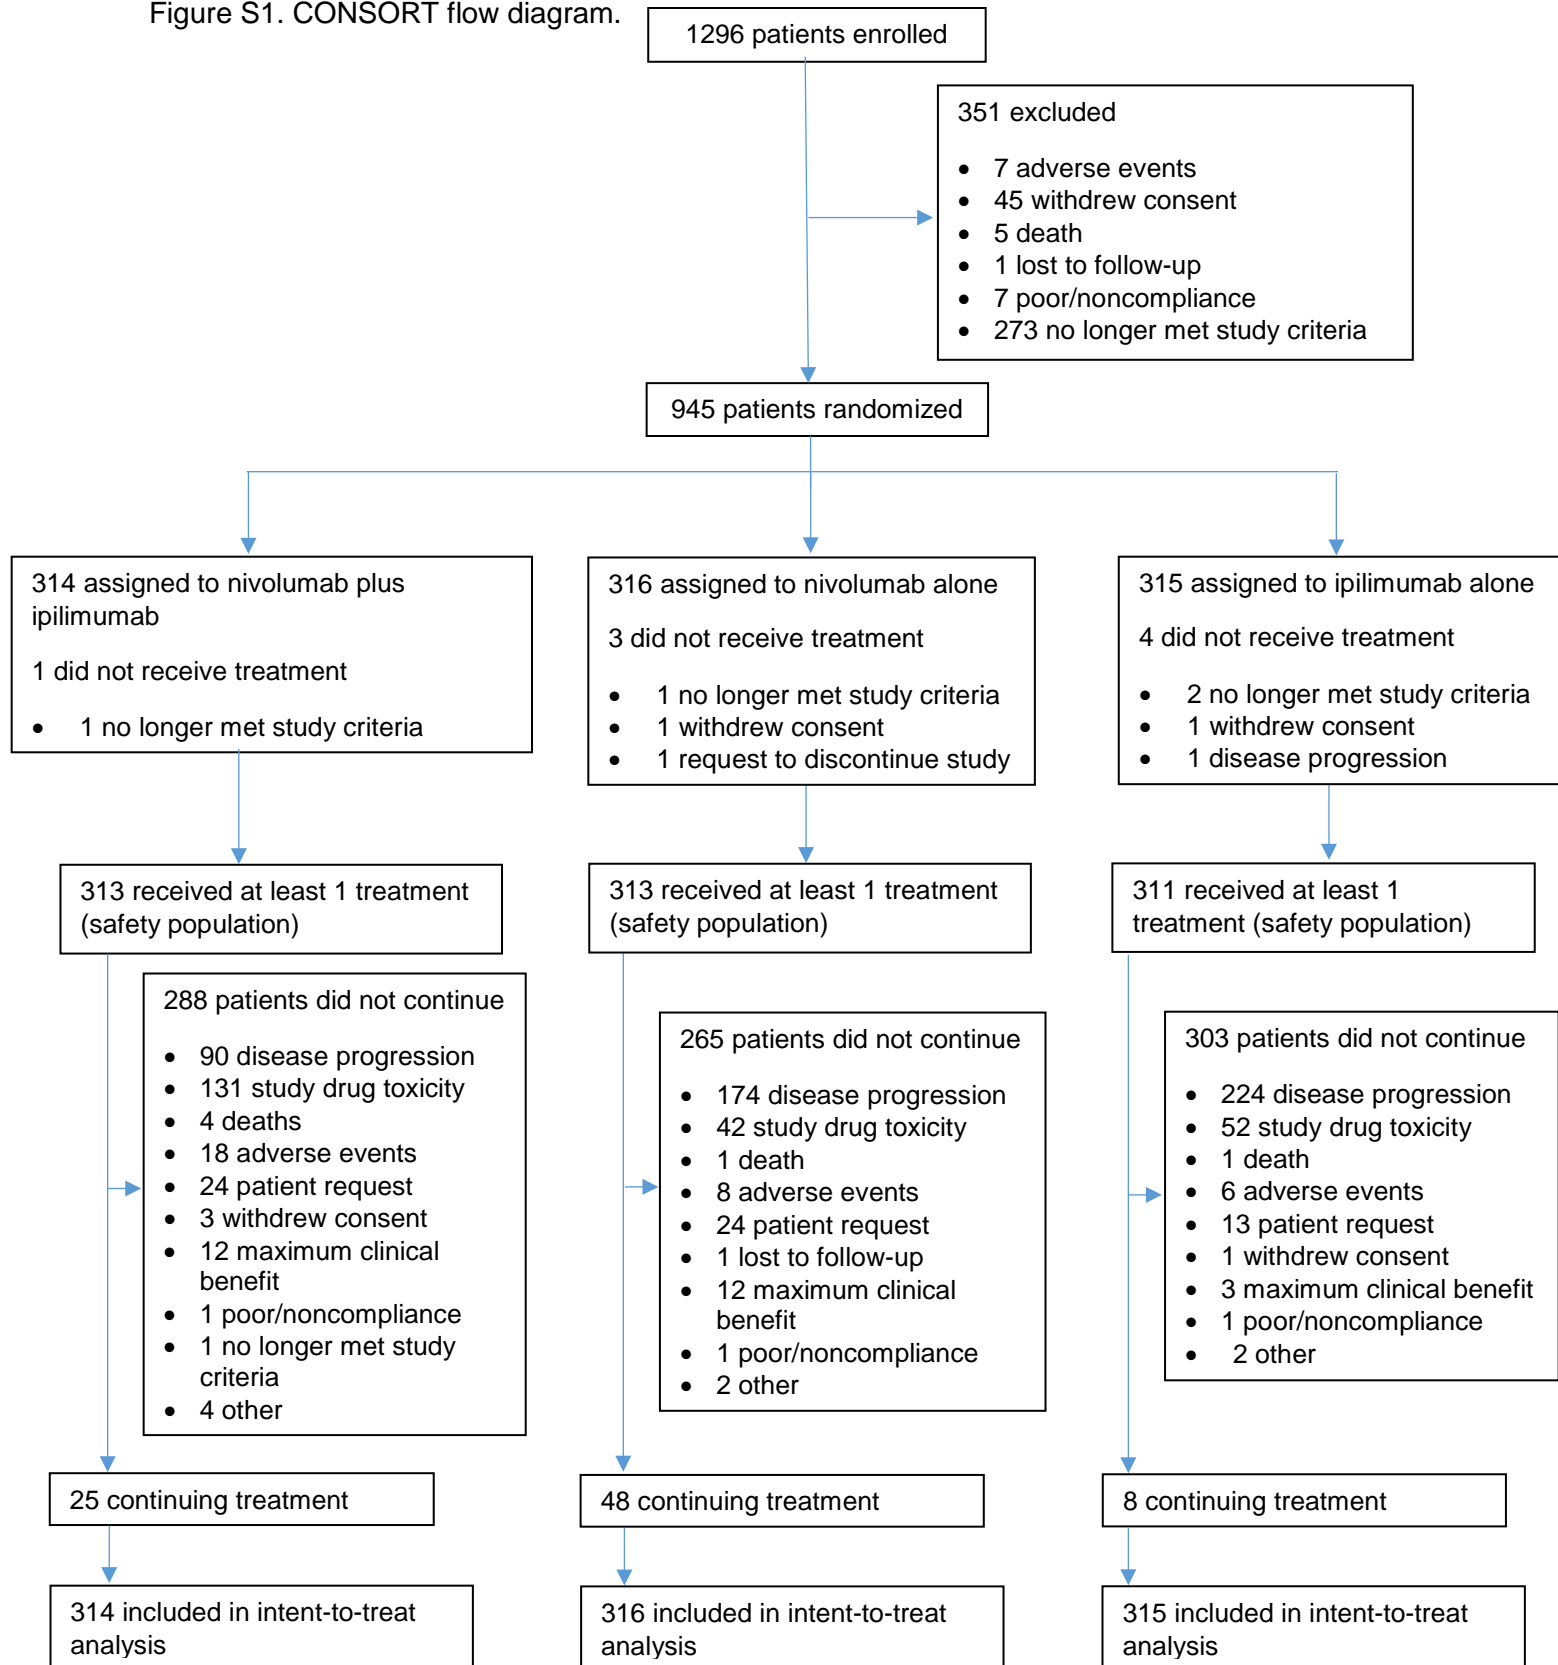 Figure S1. CONSORT flow diagram.
1296 patients enrolled
351 excluded
• 7 adverse events
• 45 withdrew consent
• 5 death
• 1 lost to follow-up
• 7 poor/noncompliance
• 273 no longer met study criteria
945 patients randomized
314 assigned to nivolumab plus
ipilimumab
1 did not receive treatment
• 1 no longer met study criteria
316 assigned to nivolumab alone
3 did not receive treatment
• 1 no longer met study criteria
• 1 withdrew consent
• 1 request to discontinue study
315 assigned to ipilimumab alone
4 did not receive treatment
• 2 no longer met study criteria
• 1 withdrew consent
• 1 disease progression
313 received at least 1 treatment
(safety population)
313 received at least 1 treatment
(safety population)
311 received at least 1
treatment (safety population)
288 patients did not continue
• 90 disease progression
• 131 study drug toxicity
• 4 deaths
• 18 adverse events
• 24 patient request
• 3 withdrew consent
• 12 maximum clinical
benefit
• 1 poor/noncompliance
• 1 no longer met study
criteria
• 4 other
265 patients did not continue
• 174 disease progression
• 42 study drug toxicity
• 1 death
• 8 adverse events
• 24 patient request
• 1 lost to follow-up
• 12 maximum clinical
benefit
• 1 poor/noncompliance
• 2 other
303 patients did not continue
• 224 disease progression
• 52 study drug toxicity
• 1 death
• 6 adverse events
• 13 patient request
• 1 withdrew consent
• 3 maximum clinical benefit
• 1 poor/noncompliance
• 2 other
25 continuing treatment
48 continuing treatment
8 continuing treatment
314 included in intent-to-treat
analysis
316 included in intent-to-treat
analysis
315 included in intent-to-treat
analysis